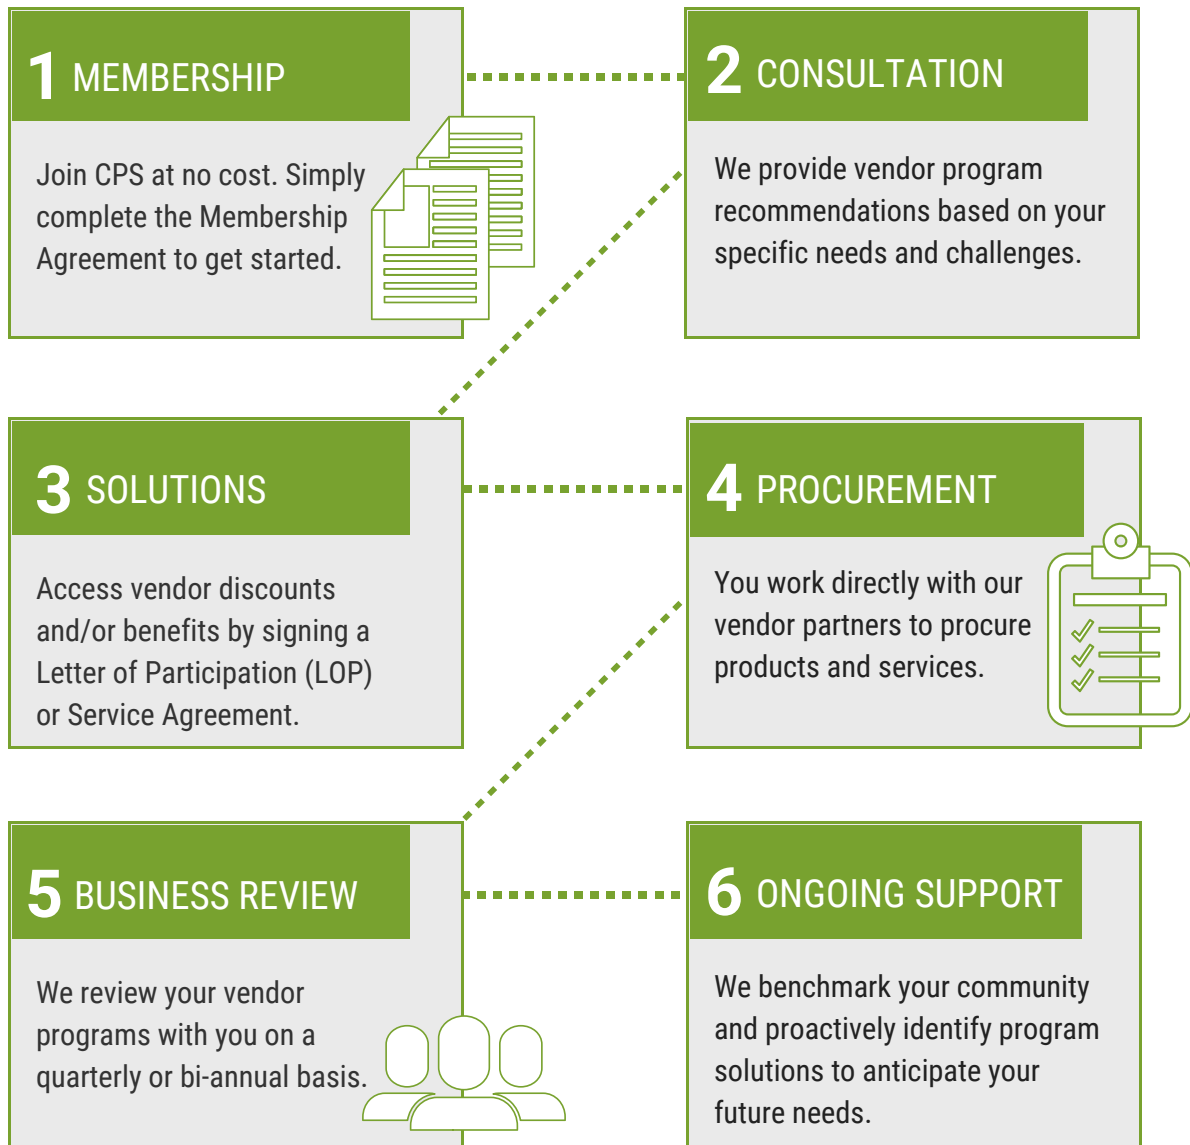 1 MEMBERSHIP
Join CPS at no cost. Simply
complete the Membership
Agreement to get started.
2 CONSULTATION
We provide vendor program
recommendations based on your
specific needs and challenges.
3 SOLUTIONS
Access vendor discounts
and/or benefits by signing a
Letter of Participation (LOP)
or Service Agreement.
4 PROCUREMENT
You work directly with our
vendor partners to procure
products and services.
5 BUSINESS REVIEW
We review your vendor
programs with you on a
quarterly or bi-annual basis.
6 ONGOING SUPPORT
We benchmark your community
and proactively identify program
solutions to anticipate your
future needs.